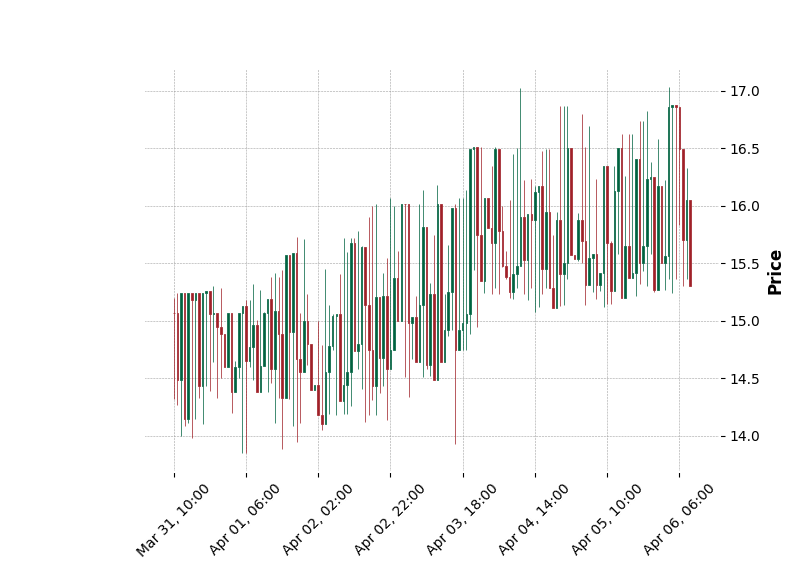 17.0
16.5
16.0
15.5
15.0
14.5
14.0
Price
Mar 31, 10:00
Apr 01, 06:00
Apr 02, 02:00
Apr 02, 22:00
Apr 03, 18:00
Apr 04, 14:00
Apr 05, 10:00
Apr 06, 06:00